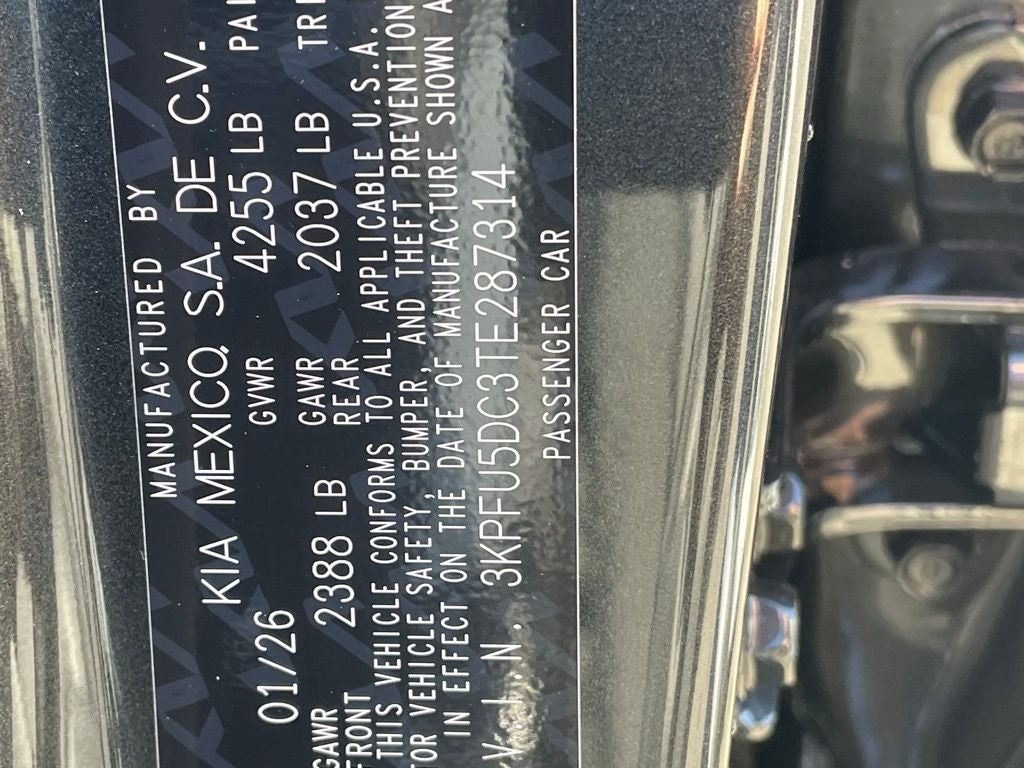 MANUFACTURED BY
KIA MEXICO, S.A. DE C.V.
01/26 GVWR 4255 LB
GAWR FRONT 2388 LB GAWR REAR 2037 LB
THIS VEHICLE CONFORMS TO ALL APPLICABLE U.S.A.
VEHICLE SAFETY, BUMPER, AND THEFT PREVENTION
IN EFFECT ON THE DATE OF MANUFACTURE SHOWN
V.I.N. 3KPFU5DC3TE287314
PASSENGER CAR